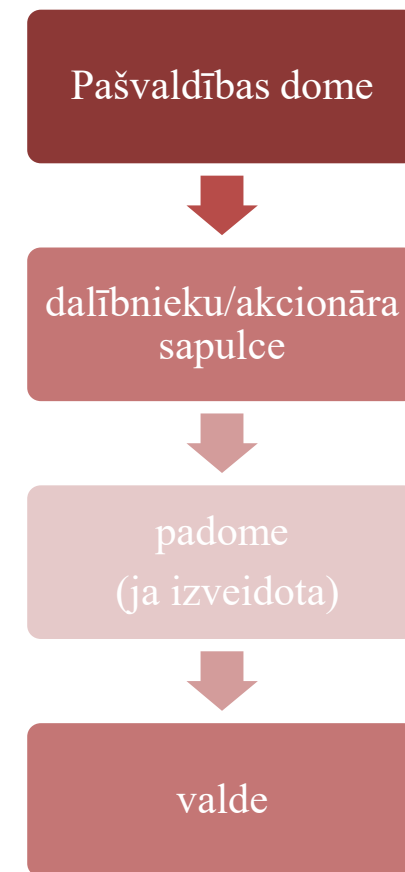 Pašvaldības dome
dalībnieku/akcionāra
sapulce
padome
(ja izveidota)
valde